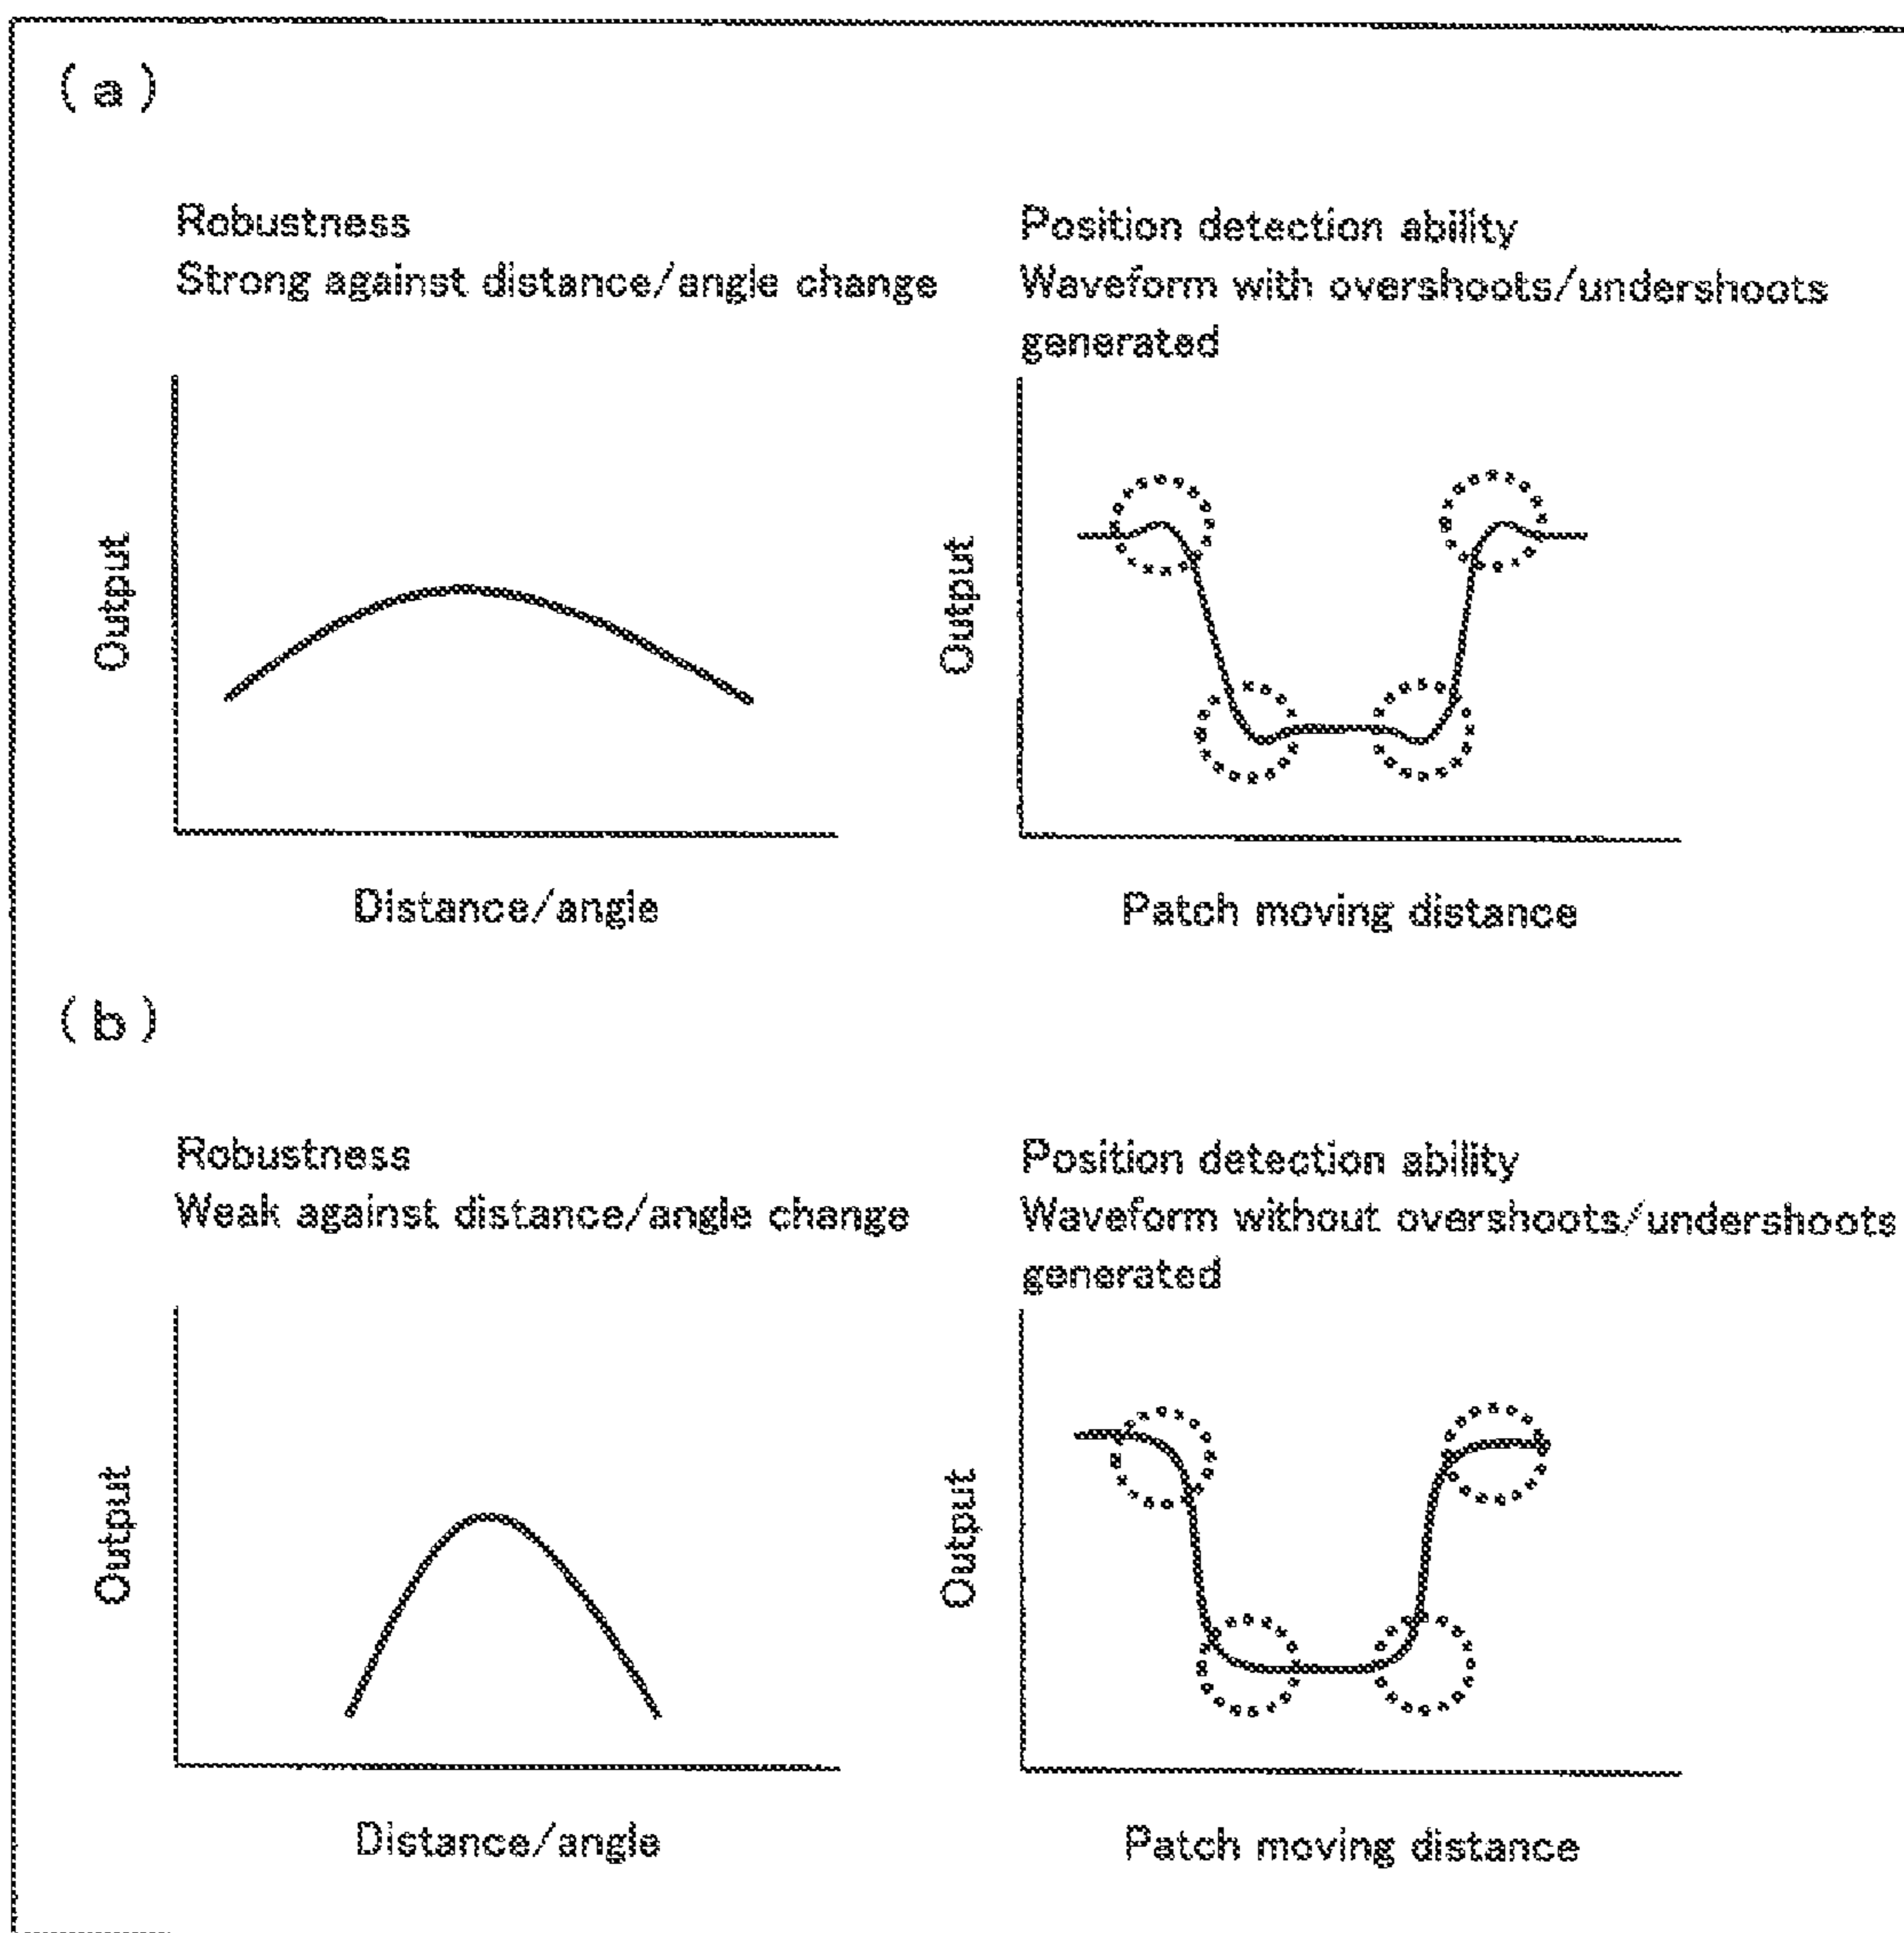 (a)
Robustness
Strong against distance/angle change
Output
Distance/angle
Position detection ability
Waveform with overshoots/undershoots
generated
Output
Patch moving distance
(b)
Robustness
Weak against distance/angle change
Output
Distance/angle
Position detection ability
Waveform without overshoots/undershoots
generated
Output
Patch moving distance